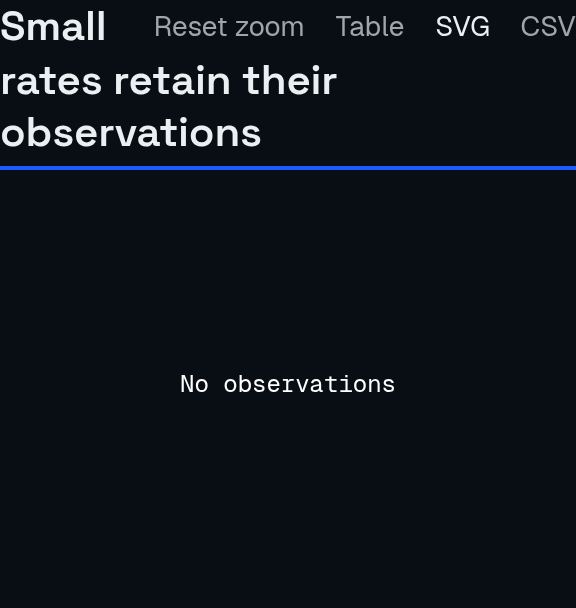 Small
Reset zoom Table SVG CSV
rates retain their
observations
No observations